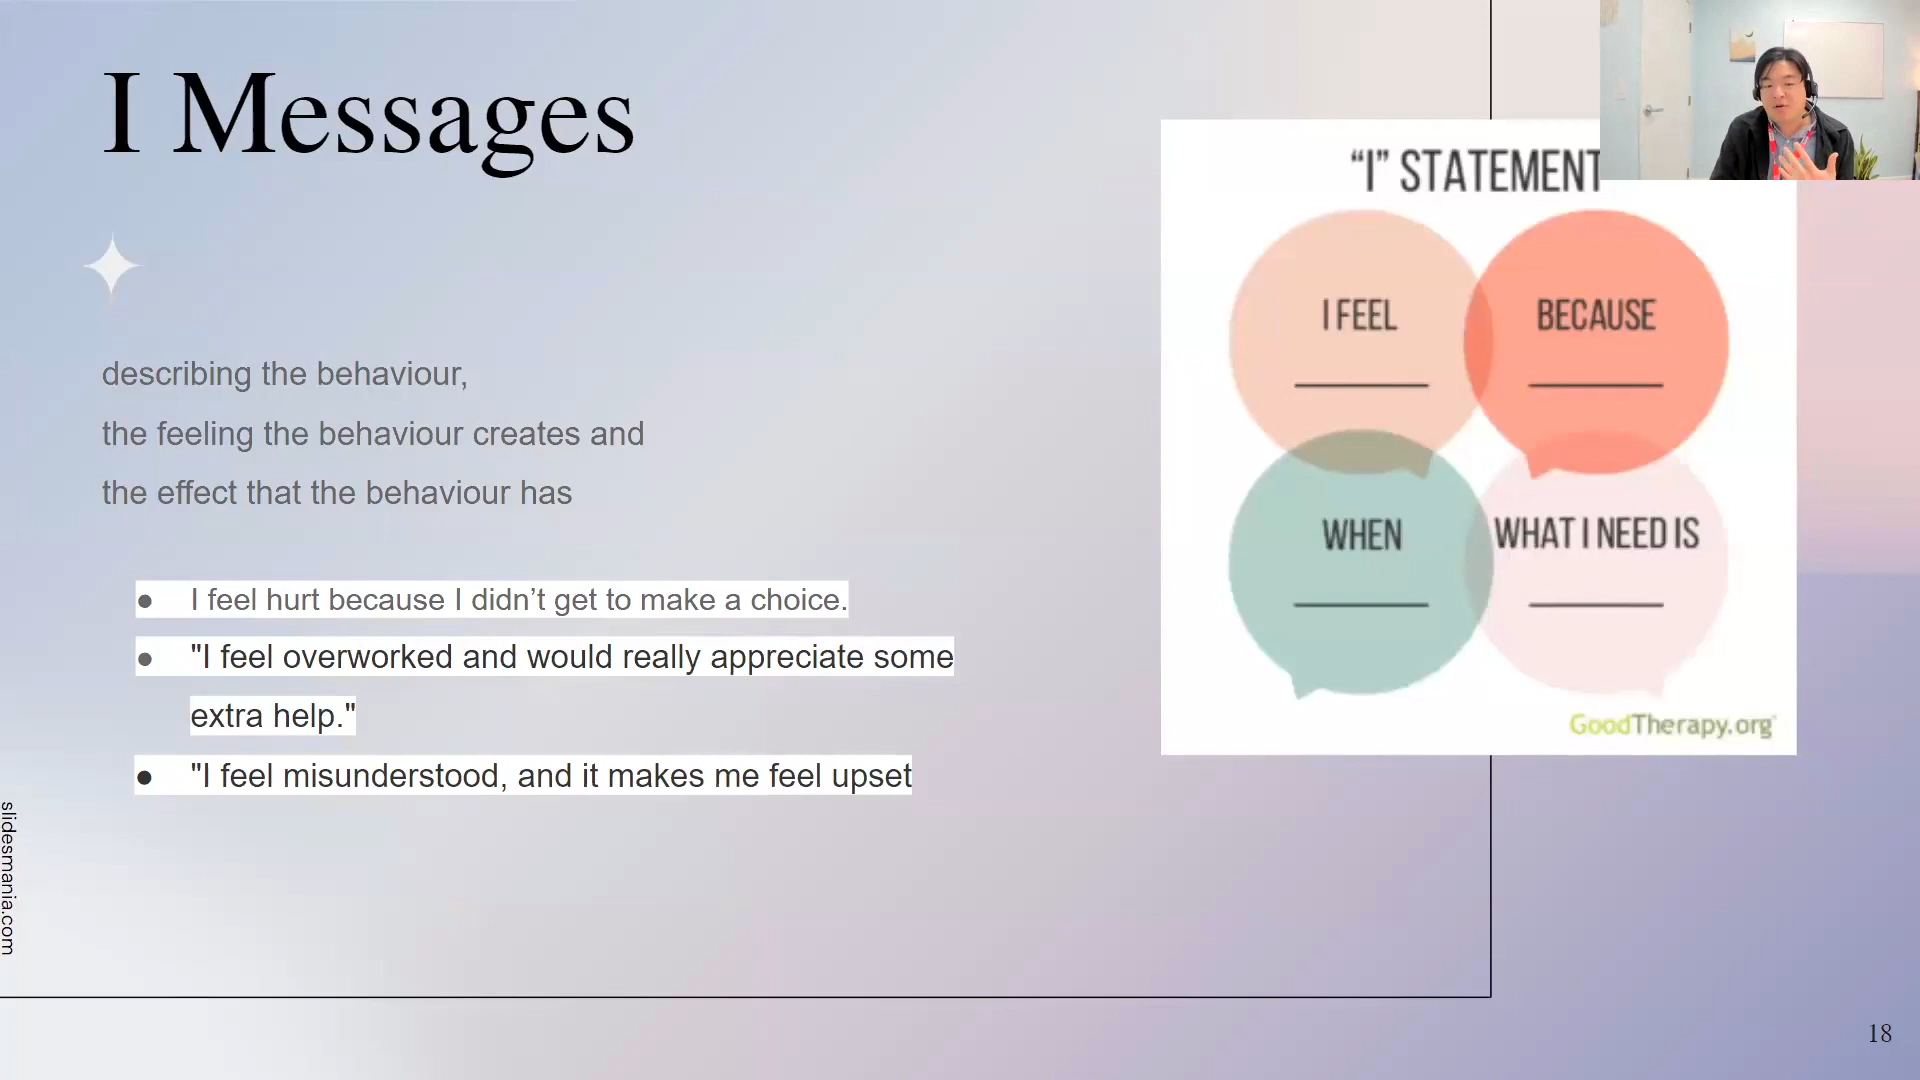 I Messages
describing the behaviour,
the feeling the behaviour creates and
the effect that the behaviour has
● I feel hurt because I didn’t get to make a choice.
● "I feel overworked and would really appreciate some
extra help."
● "I feel misunderstood, and it makes me feel upset
“I” STATEMENT
I FEEL
BECAUSE
WHEN
WHAT I NEED IS
GoodTherapy.org
slidesmania.com
18